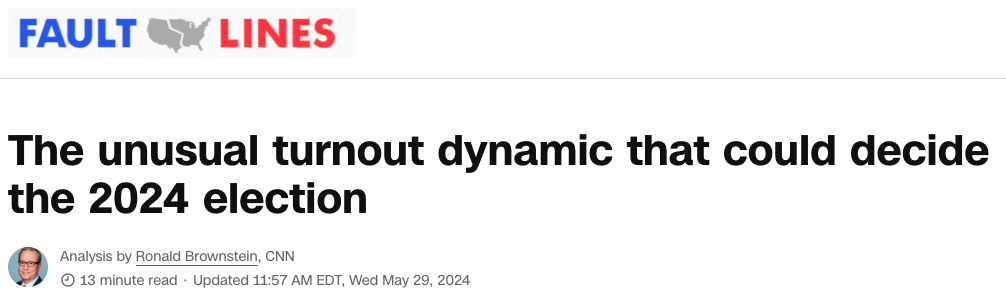 FAULT LINES
The unusual turnout dynamic that could decide
the 2024 election
Analysis by Ronald Brownstein, CNN
13 minute read · Updated 11:57 AM EDT, Wed May 29, 2024